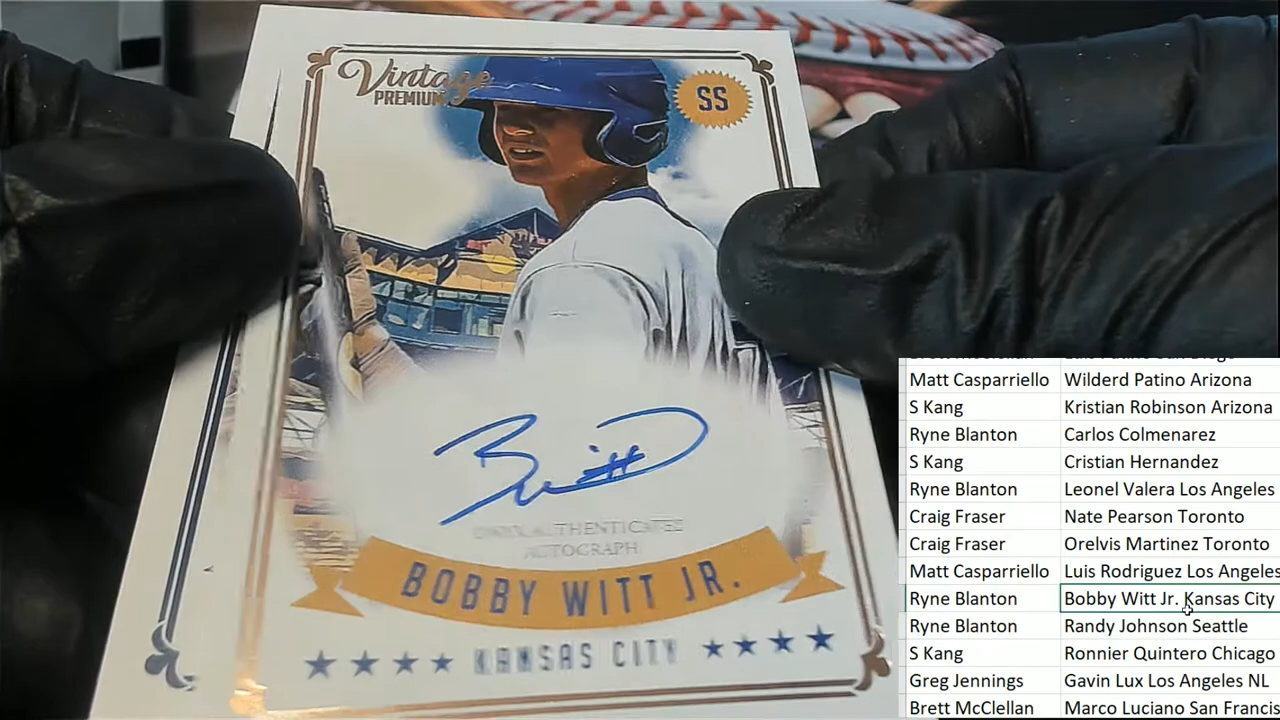 Vintage
PREMIUM
SS
B Witt
AUTHENTICATED
AUTOGRAPH
BOBBY WITT JR.
KANSAS CITY
Matt Casparriello Wilderd Patino Arizona
S Kang Kristian Robinson Arizona
Ryne Blanton Carlos Colmenarez
S Kang Cristian Hernandez
Ryne Blanton Leonel Valera Los Angeles
Craig Fraser Nate Pearson Toronto
Craig Fraser Orelvis Martinez Toronto
Matt Casparriello Luis Rodriguez Los Angeles
Ryne Blanton Bobby Witt Jr. Kansas City
Ryne Blanton Randy Johnson Seattle
S Kang Ronnier Quintero Chicago
Greg Jennings Gavin Lux Los Angeles NL
Brett McClellan Marco Luciano San Francis